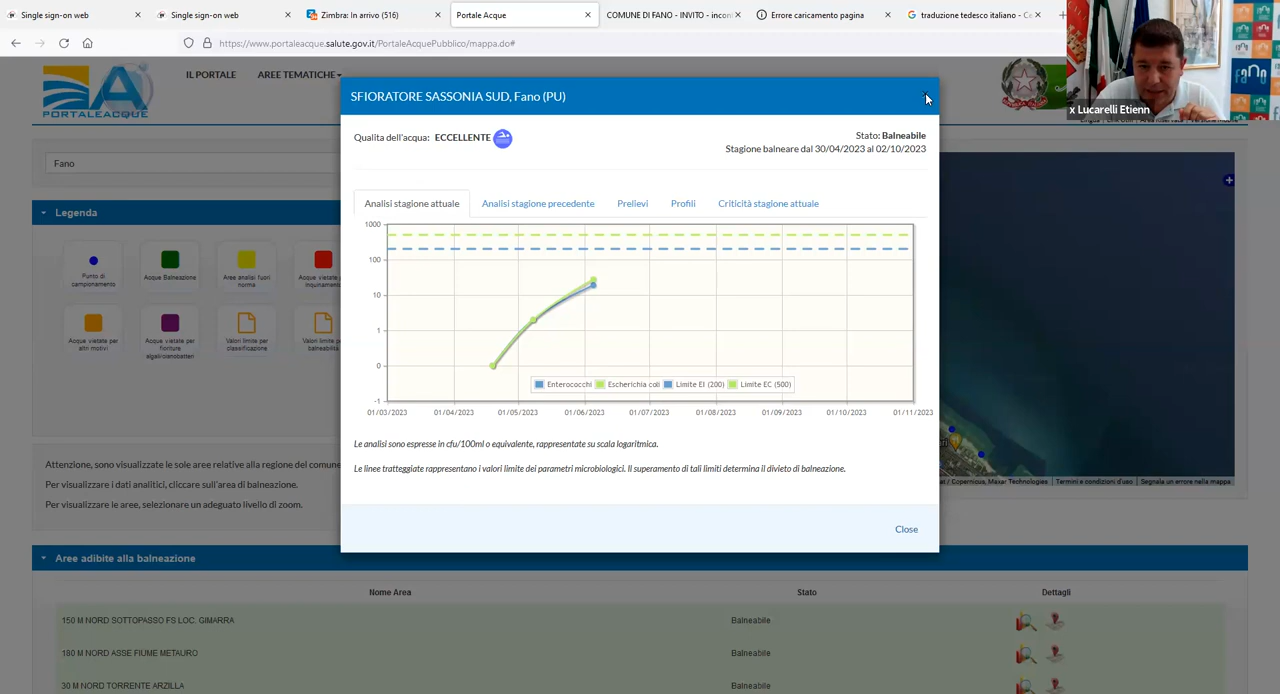 Single sign-on web
Single sign-on web
Zimbra: In arrivo (516)
Portale Acque
COMUNE DI FANO - INVITO - incon
Errore caricamento pagina
traduzione tedesco italiano - Ce
https://www.portaleacque.salute.gov.it/PortaleAcquePubblico/mappa.do#
PORTALEACQUE
IL PORTALE
AREE TEMATICHE
x Lucarelli Etienn
SFIORATORE SASSONIA SUD, Fano (PU)
Qualita dell'acqua: ECCELLENTE
Stato: Balneabile
Stagione balneare dal 30/04/2023 al 02/10/2023
Fano
Legenda
Punto di campionamento
Acque Balneazione
Aree analisi fuori norma
Acque vietate per
inquinamento
Acque vietate per altri motivi
Acque vietate per fioriture algali/cianobatteri
Valori limite per classificazione
Valori limite
balneabilità
Analisi stagione attuale
Analisi stagione precedente
Prelievi
Profili
Criticità stagione attuale
1000
100
10
1
0
-1
Enterococchi
Escherichia coli
Limite EI (200)
Limite EC (500)
01/03/2023
01/04/2023
01/05/2023
01/06/2023
01/07/2023
01/08/2023
01/09/2023
01/10/2023
01/11/2023
Le analisi sono espresse in cfu/100ml o equivalente, rappresentate su scala logaritmica.
Le linee tratteggiate rappresentano i valori limite dei parametri microbiologici. Il superamento di tali limiti determina il divieto di balneazione.
Close
Attenzione, sono visualizzate le sole aree relative alla regione del comune
Per visualizzare i dati analitici, cliccare sull'area di balneazione.
Per visualizzare le aree, selezionare un adeguato livello di zoom.
/ Copernicus, Maxar Technologies
Termini e condizioni d'uso
Segnala un errore nella mappa
Aree adibite alla balneazione
Nome Area
Stato
Dettagli
150 M NORD SOTTOPASSO FS LOC. GIMARRA
Balneabile
180 M NORD ASSE FIUME METAURO
Balneabile
30 M NORD TORRENTE ARZILLA
Balneabile